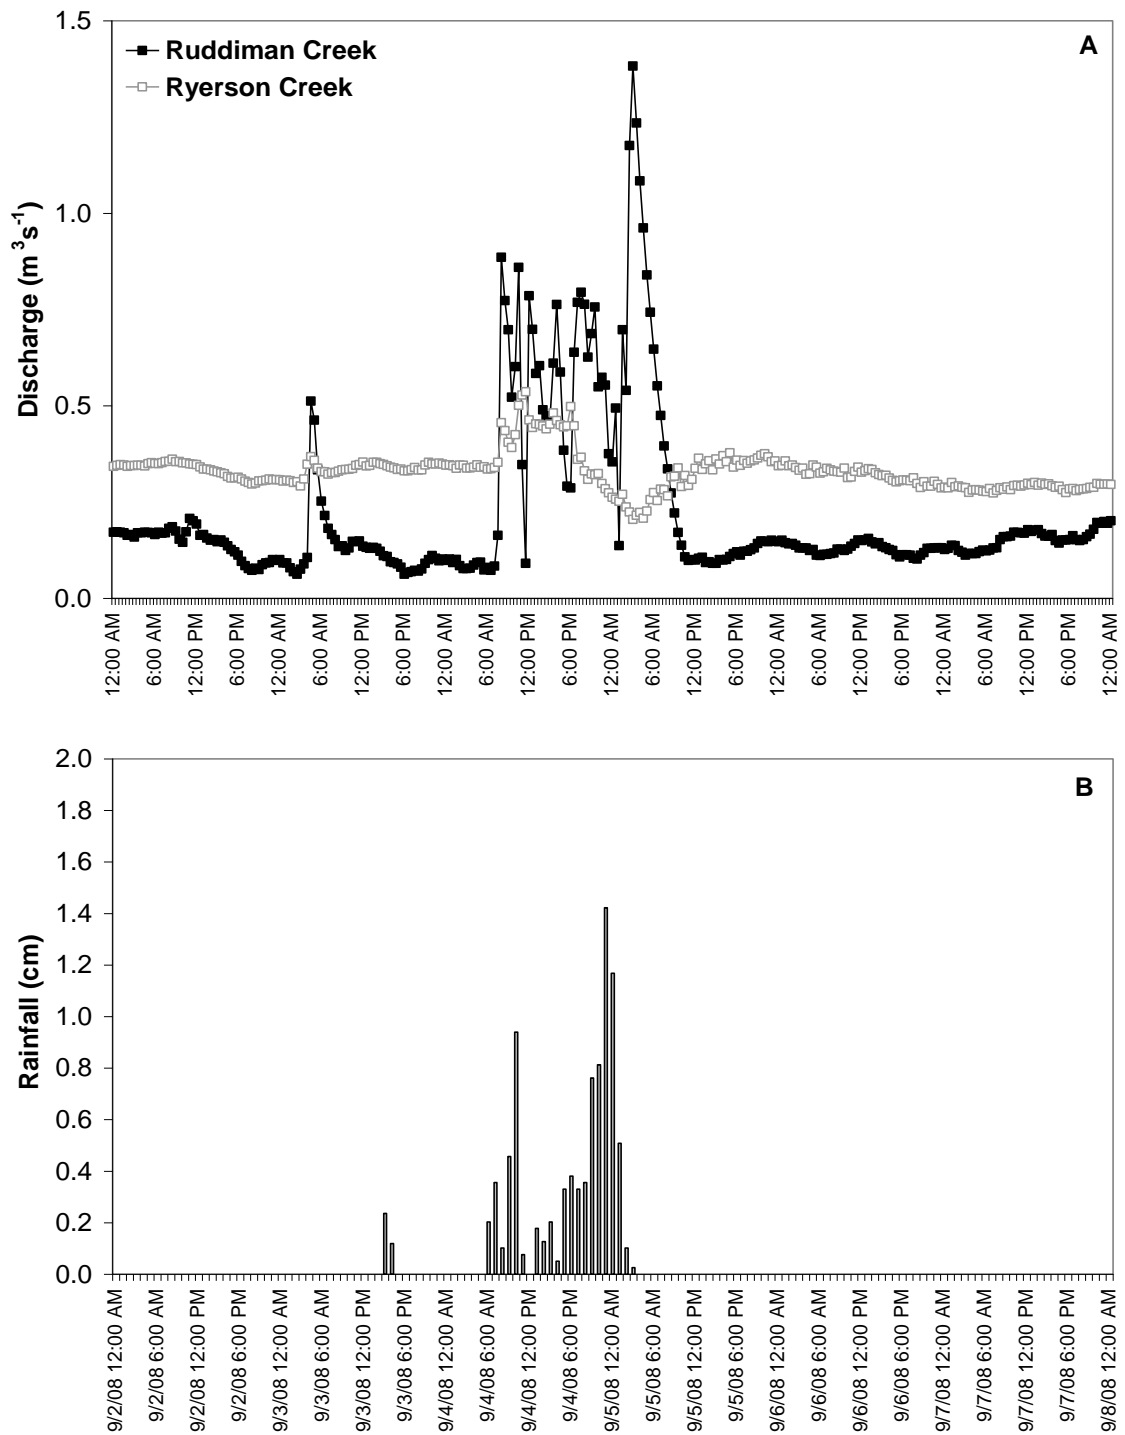 1.5
A
Ruddiman Creek
Ryerson Creek
1.0
0.5
0.0
Discharge (m³s⁻¹)
12:00 AM
6:00 AM
12:00 PM
6:00 PM
12:00 AM
6:00 AM
12:00 PM
6:00 PM
12:00 AM
6:00 AM
12:00 PM
6:00 PM
12:00 AM
6:00 AM
12:00 PM
6:00 PM
12:00 AM
6:00 AM
12:00 PM
6:00 PM
12:00 AM
6:00 AM
12:00 PM
6:00 PM
12:00 AM
2.0
B
1.8
1.6
1.4
1.2
1.0
0.8
0.6
0.4
0.2
0.0
Rainfall (cm)
9/2/08 12:00 AM
9/2/08 6:00 AM
9/2/08 12:00 PM
9/2/08 6:00 PM
9/3/08 12:00 AM
9/3/08 6:00 AM
9/3/08 12:00 PM
9/3/08 6:00 PM
9/4/08 12:00 AM
9/4/08 6:00 AM
9/4/08 12:00 PM
9/4/08 6:00 PM
9/5/08 12:00 AM
9/5/08 6:00 AM
9/5/08 12:00 PM
9/5/08 6:00 PM
9/6/08 12:00 AM
9/6/08 6:00 AM
9/6/08 12:00 PM
9/6/08 6:00 PM
9/7/08 12:00 AM
9/7/08 6:00 AM
9/7/08 12:00 PM
9/7/08 6:00 PM
9/8/08 12:00 AM